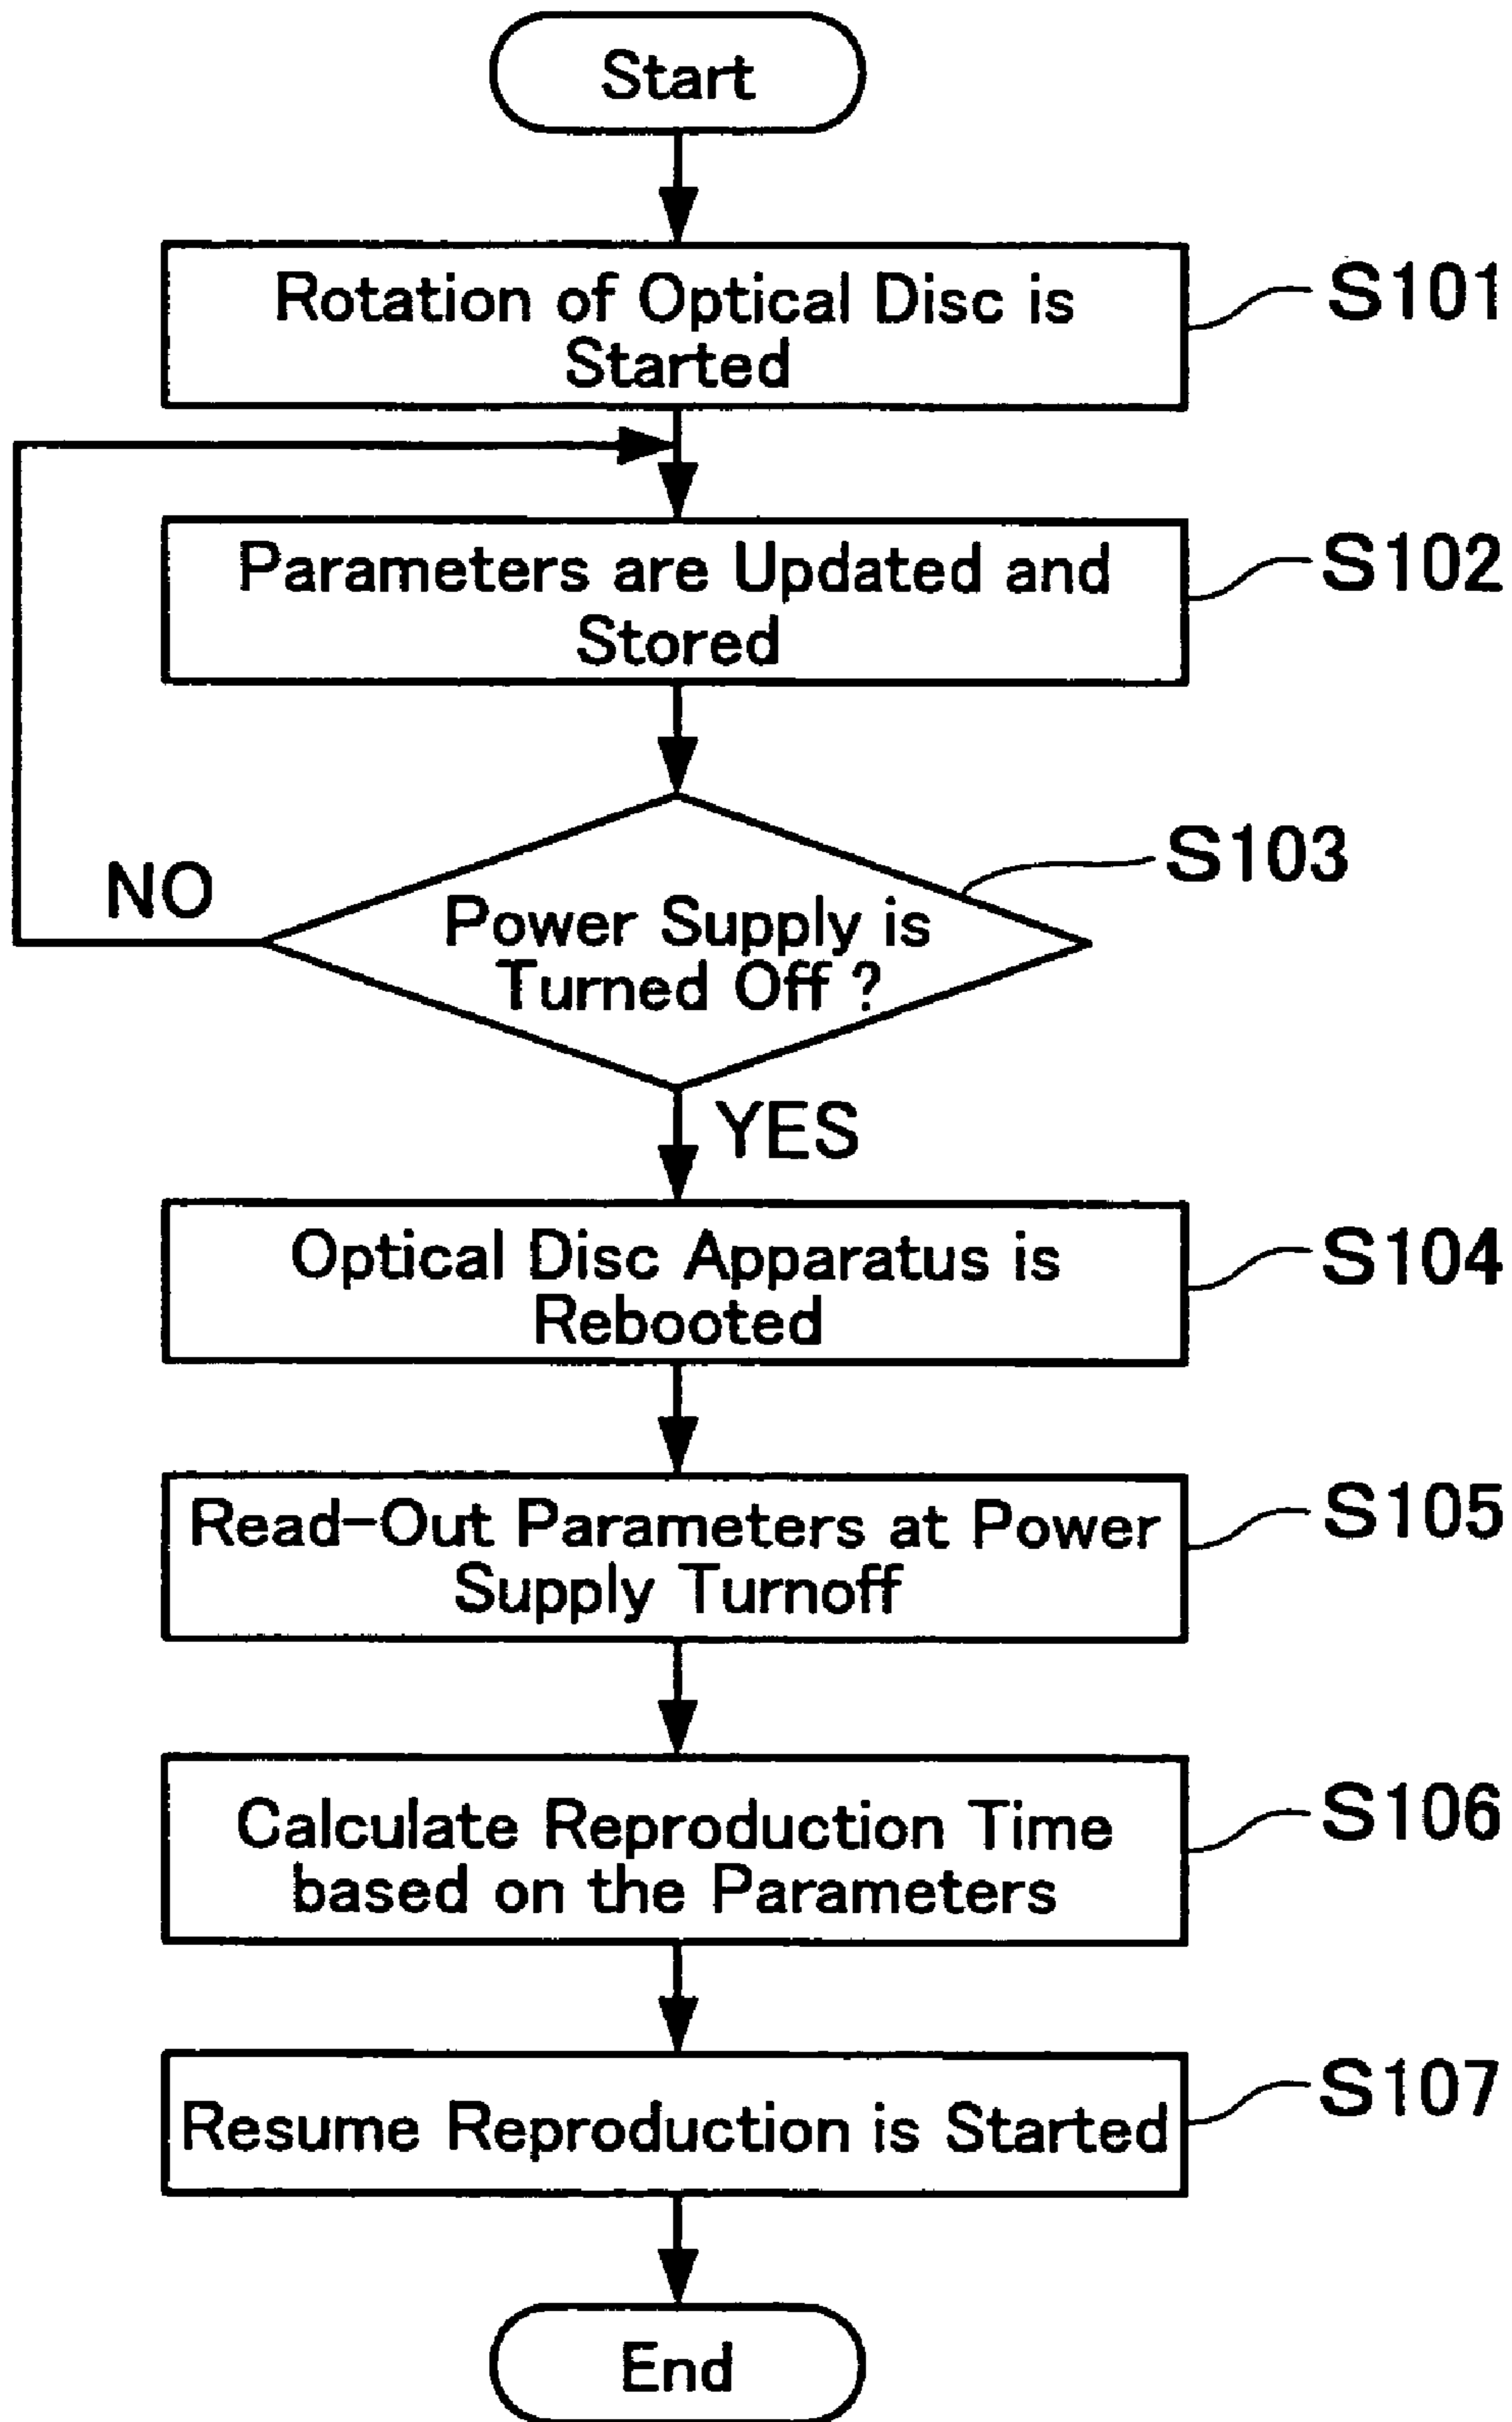 Start
Rotation of Optical Disc is
Started
S101
Parameters are Updated and
Stored
S102
NO
Power Supply is
Turned Off ?
S103
YES
Optical Disc Apparatus is
Rebooted
S104
Read-Out Parameters at Power
Supply Turnoff
S105
Calculate Reproduction Time
based on the Parameters
S106
Resume Reproduction is Started
S107
End